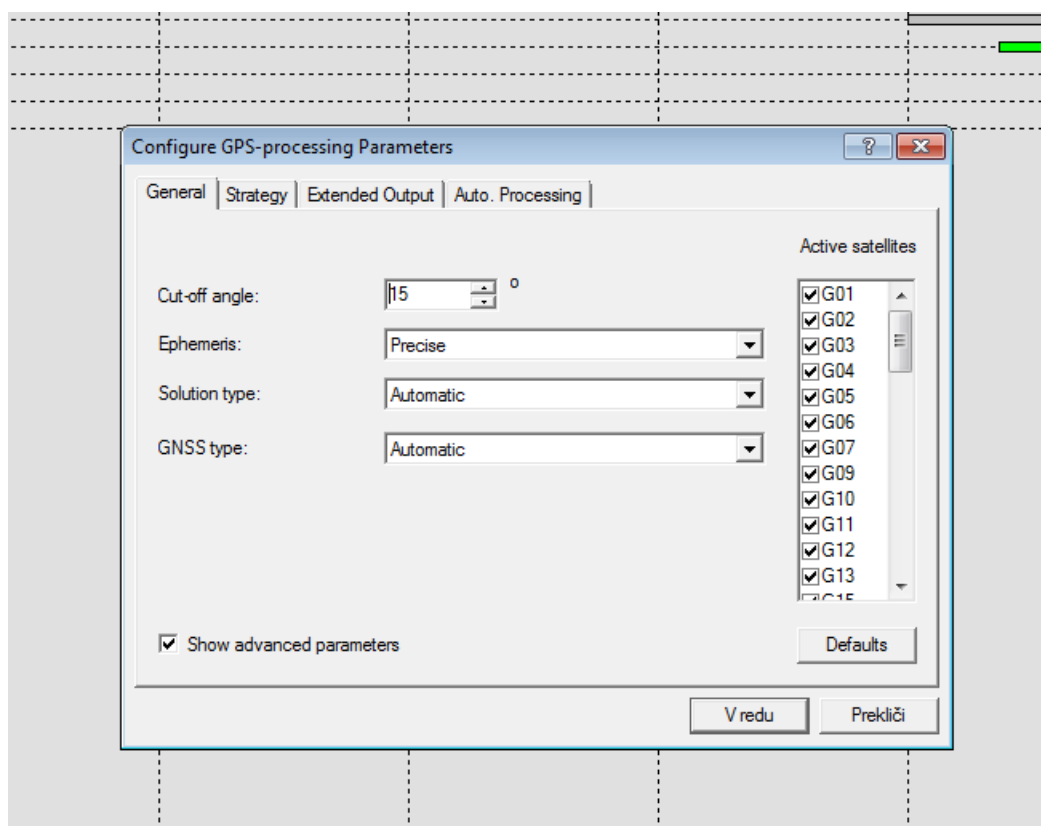 Configure GPS-processing Parameters
General Strategy Extended Output Auto. Processing
Active satellites
Cut-off angle: 15 °
Ephemeris: Precise
Solution type: Automatic
GNSS type: Automatic
G01
G02
G03
G04
G05
G06
G07
G09
G10
G11
G12
G13
G15
Show advanced parameters
Defaults
V redu Prekliči